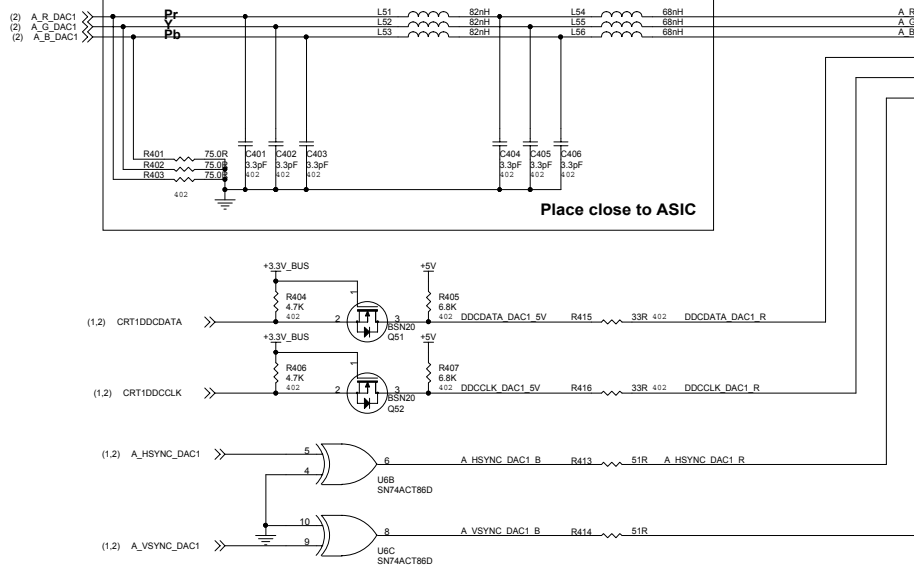 (2) A_R_DAC1 Pr L51 82nH L54 68nH A_R
(2) A_G_DAC1 Y L52 82nH L55 68nH A_G
(2) A_B_DAC1 Pb L53 82nH L56 68nH A_B
R401 75.0R C401 C402 C403 C404 C405 C406
R402 75.0R 3.3pF 3.3pF 3.3pF 3.3pF 3.3pF 3.3pF
R403 75.0R 402 402 402 402 402 402
402
Place close to ASIC
+3.3V_BUS +5V
R404 1 R405
4.7K 6.8K
(1,2) CRT1DDCDATA 402 2 3 402 DDCDATA_DAC1_5V R415 33R 402 DDCDATA_DAC1_R
BSN20
Q51
+3.3V_BUS +5V
R406 1 R407
4.7K 6.8K
(1,2) CRT1DDCCLK 402 2 3 402 DDCCLK_DAC1_5V R416 33R 402 DDCCLK_DAC1_R
BSN20
Q52
(1,2) A_HSYNC_DAC1 5 4 6 A_HSYNC_DAC1_B R413 51R A_HSYNC_DAC1_R
U6B
SN74ACT86D
(1,2) A_VSYNC_DAC1 10 9 8 A_VSYNC_DAC1_B R414 51R
U6C
SN74ACT86D